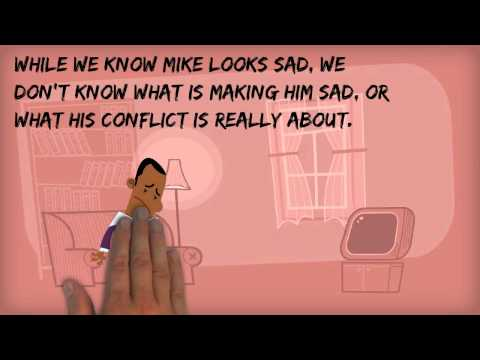 WHILE WE KNOW MIKE LOOKS SAD, WE
DON'T KNOW WHAT IS MAKING HIM SAD, OR
WHAT HIS CONFLICT IS REALLY ABOUT.